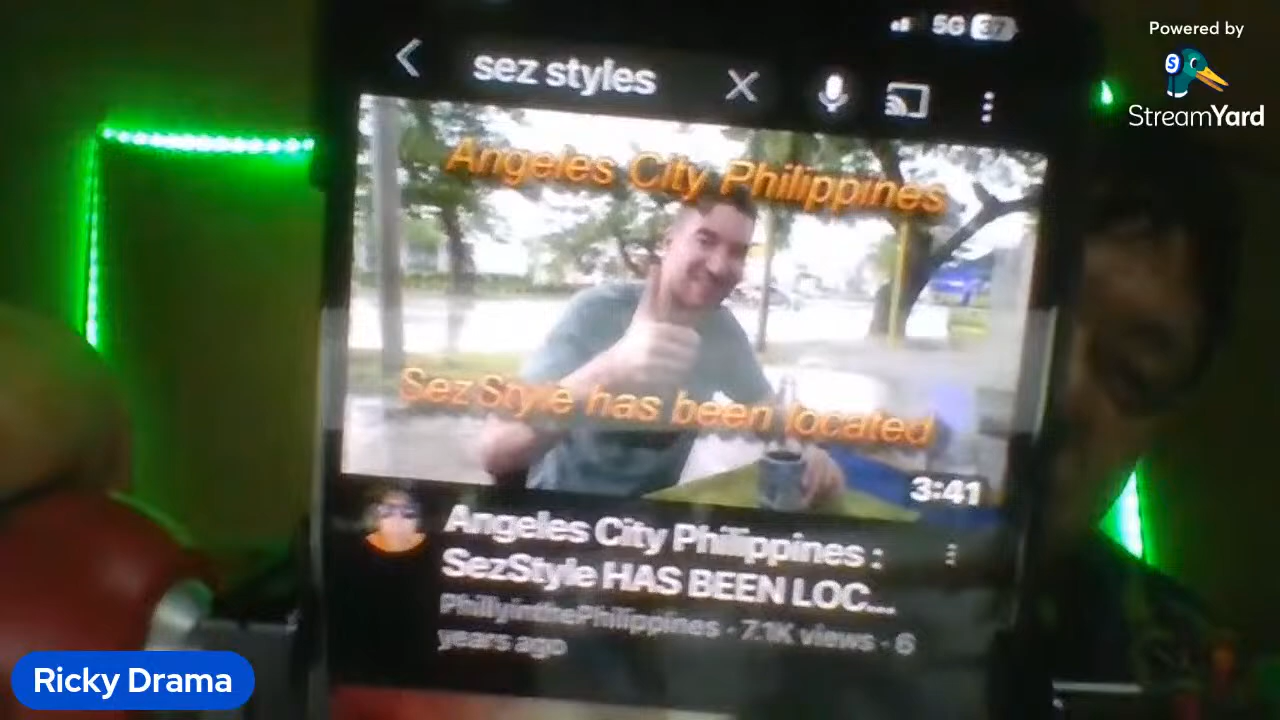 Powered by
StreamYard
5G 37
sez styles
Angeles City Philippines
SezStyle has been located
3:41
Angeles City Philippines :
SezStyle HAS BEEN LOC...
PhillyinthePhilippines · 7.1K views · 6
years ago
Ricky Drama